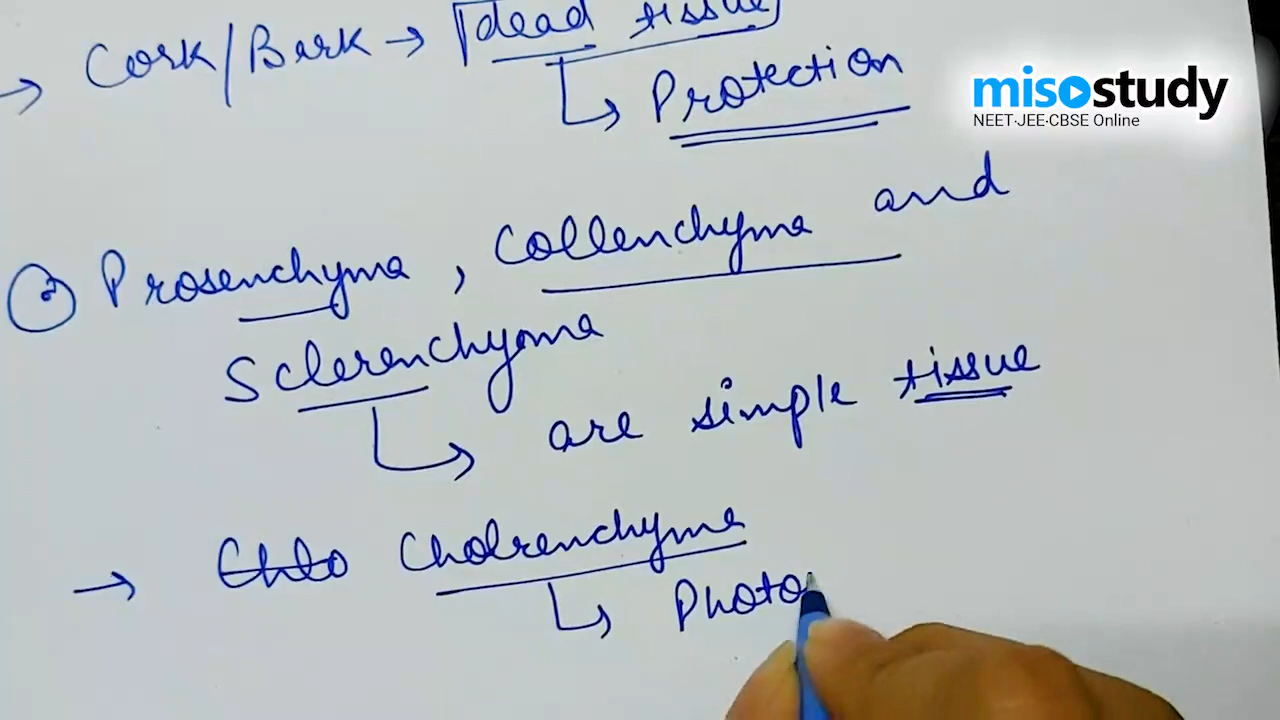 → Cork/Bark → dead tissue
↳ Protection
misostudy
NEET·JEE·CBSE Online
② Prosenchyma, Collenchyma and
Sclerenchyma
↳ are simple tissue
→ Chlo Cholrenchyma
↳ Photo